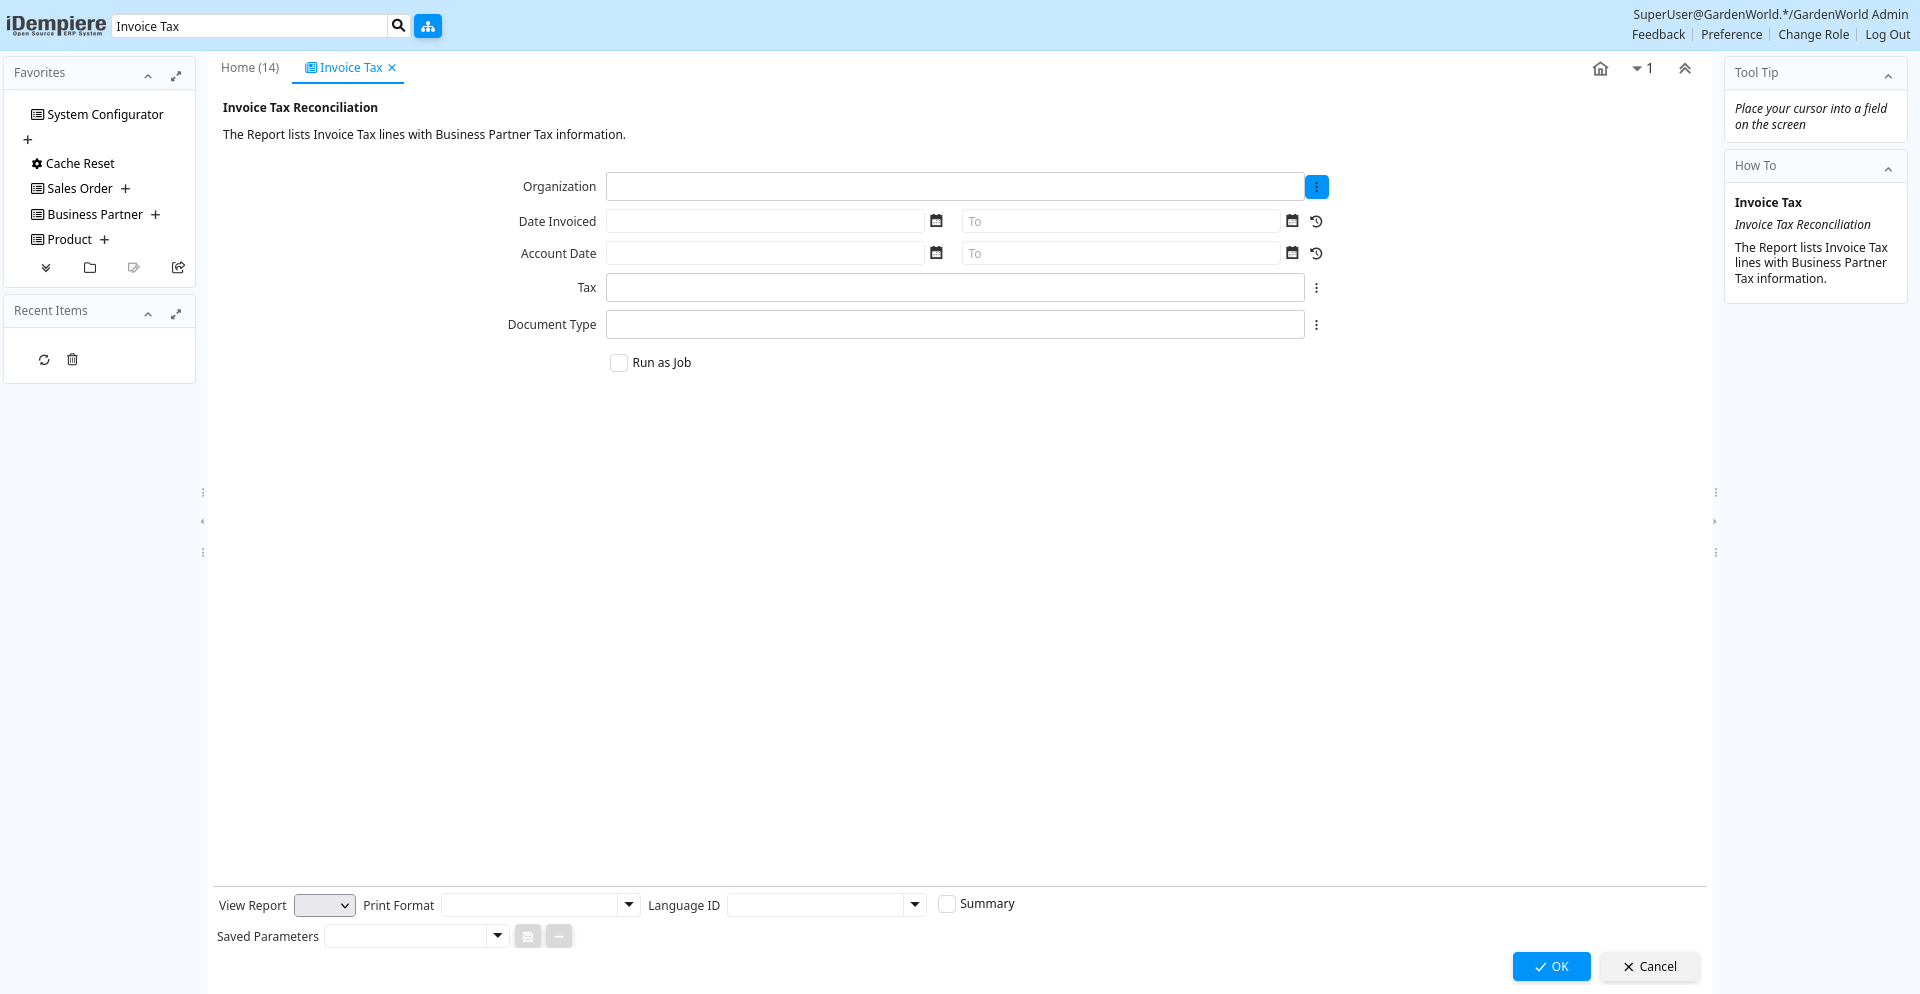 iDempiere
Open Source ERP System
Invoice Tax
SuperUser@GardenWorld.*/GardenWorld Admin
Feedback
Preference
Change Role
Log Out
Favorites
System Configurator
Cache Reset
Sales Order
Business Partner
Product
Recent Items
Home (14)
Invoice Tax
1
Invoice Tax Reconciliation
The Report lists Invoice Tax lines with Business Partner Tax information.
Organization
Date Invoiced
To
Account Date
To
Tax
Document Type
Run as Job
Tool Tip
Place your cursor into a field
on the screen
How To
Invoice Tax
Invoice Tax Reconciliation
The Report lists Invoice Tax
lines with Business Partner
Tax information.
View Report
Print Format
Language ID
Summary
Saved Parameters
OK
Cancel